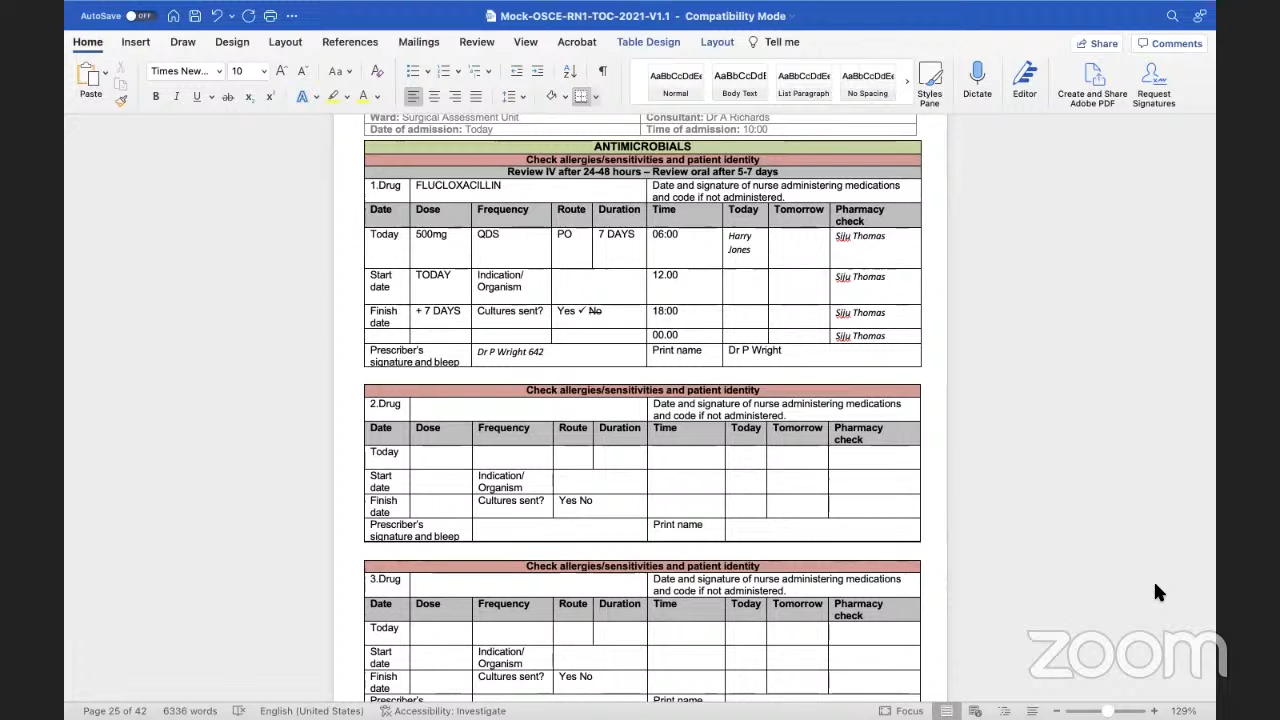 AutoSave OFF Mock-OSCE-RN1-TOC-2021-V1.1 - Compatibility Mode
Home Insert Draw Design Layout References Mailings Review View Acrobat Table Design Layout Tell me Share Comments
Paste Times New... 10 AaBbCcDdEe AaBbCcDdE AaBbCcDdEe AaBbCcDdEe
Normal Body Text List Paragraph No Spacing Styles Pane Dictate Editor Create and Share Adobe PDF Request Signatures
Ward: Surgical Assessment Unit Consultant: Dr A Richards
Date of admission: Today Time of admission: 10:00
ANTIMICROBIALS
Check allergies/sensitivities and patient identity
Review IV after 24-48 hours – Review oral after 5-7 days
1.Drug FLUCLOXACILLIN Date and signature of nurse administering medications and code if not administered.
Date Dose Frequency Route Duration Time Today Tomorrow Pharmacy check
Today 500mg QDS PO 7 DAYS 06:00 Harry Jones Siju Thomas
Start date TODAY Indication/ Organism 12.00 Siju Thomas
Finish date + 7 DAYS Cultures sent? Yes ✓ No 18:00 Siju Thomas
00.00 Siju Thomas
Prescriber's signature and bleep Dr P Wright 642 Print name Dr P Wright
Check allergies/sensitivities and patient identity
2.Drug Date and signature of nurse administering medications and code if not administered.
Date Dose Frequency Route Duration Time Today Tomorrow Pharmacy check
Today
Start date Indication/ Organism
Finish date Cultures sent? Yes No
Prescriber's signature and bleep Print name
Check allergies/sensitivities and patient identity
3.Drug Date and signature of nurse administering medications and code if not administered.
Date Dose Frequency Route Duration Time Today Tomorrow Pharmacy check
Today
Start date Indication/ Organism
Finish date Cultures sent? Yes No
Prescriber's Print name
zoom
Page 25 of 42 6336 words English (United States) Accessibility: Investigate Focus 129%